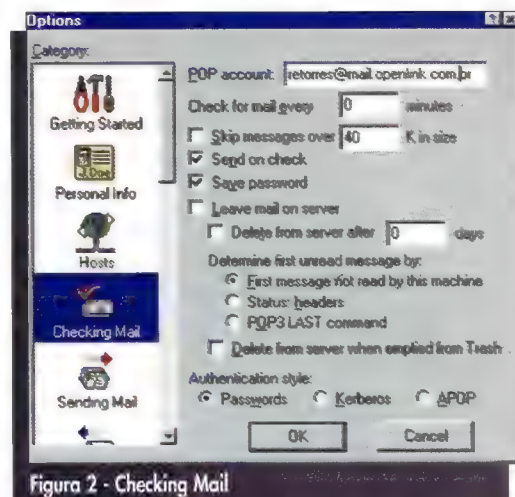 Options
Category:
Getting Started
J.Doe
Personal Info
Hosts
Checking Mail
Sending Mail
POP account: retorres@mail.openlink.com.br
Check for mail every 0 minutes
Skip messages over 40 K in size
Send on check
Save password
Leave mail on server
Delete from server after 0 days
Determine first unread message by:
First message not read by this machine
Status: headers
POP3 LAST command
Delete from server when emptied from Trash
Authentication style:
Passwords Kerberos APOP
OK Cancel
Figura 2 - Checking Mail